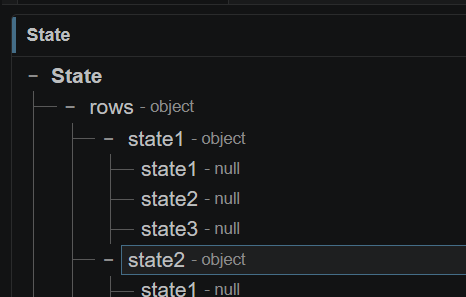 State
State
rows - object
state1 - object
state1 - null
state2 - null
state3 - null
state2 - object
state1 - null